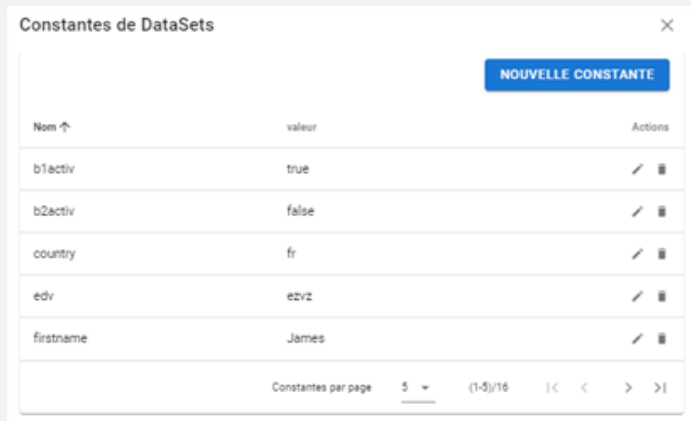 Constantes de DataSets
NOUVELLE CONSTANTE
Nom valeur Actions
b1activ true
b2activ false
country fr
edv ezvz
firstname James
Constantes par page 5 (1-5)/16